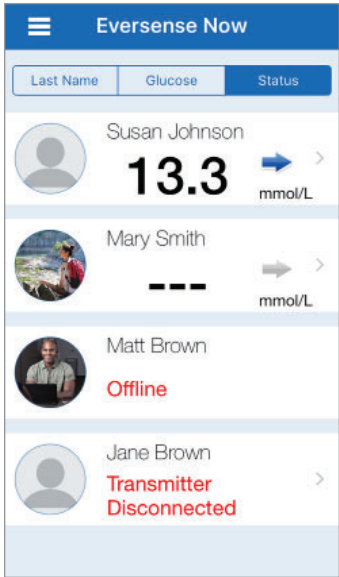 Eversense Now
Last Name Glucose Status
Susan Johnson
13.3
mmol/L
Mary Smith
---
mmol/L
Matt Brown
Offline
Jane Brown
Transmitter
Disconnected